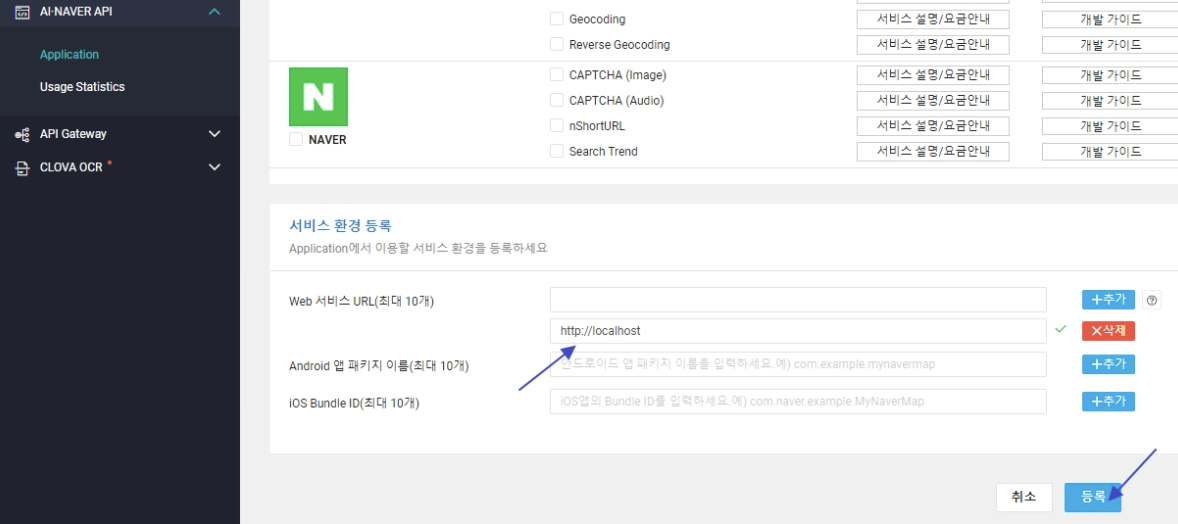 AI·NAVER API
Application
Usage Statistics
API Gateway
CLOVA OCR *
Geocoding 서비스 설명/요금안내 개발 가이드
Reverse Geocoding 서비스 설명/요금안내 개발 가이드
N
NAVER
CAPTCHA (Image) 서비스 설명/요금안내 개발 가이드
CAPTCHA (Audio) 서비스 설명/요금안내 개발 가이드
nShortURL 서비스 설명/요금안내 개발 가이드
Search Trend 서비스 설명/요금안내 개발 가이드
서비스 환경 등록
Application에서 이용할 서비스 환경을 등록하세요
Web 서비스 URL(최대 10개) +추가 ?
http://localhost ×삭제
Android 앱 패키지 이름(최대 10개) 안드로이드 앱 패키지 이름을 입력하세요.예) com.example.mynavermap +추가
iOS Bundle ID(최대 10개) iOS앱의 Bundle ID를 입력하세요.예) com.naver.example.MyNaverMap +추가
취소 등록